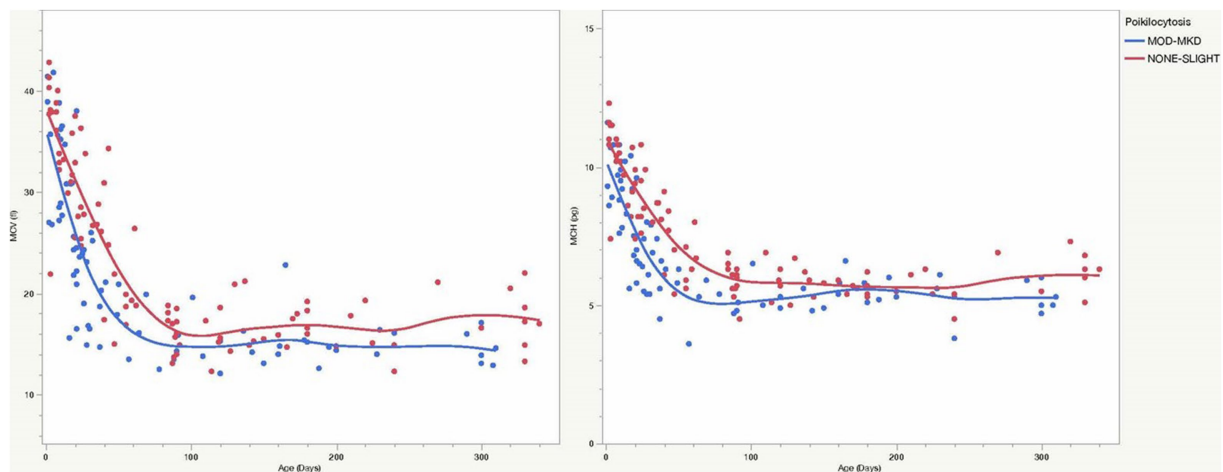 Poikilocytosis
MOD-MKD
NONE-SLIGHT
40
30
20
10
MCV (fl)
0
100
200
300
Age (Days)
15
10
5
0
MCH (pg)
0
100
200
300
Age (Days)